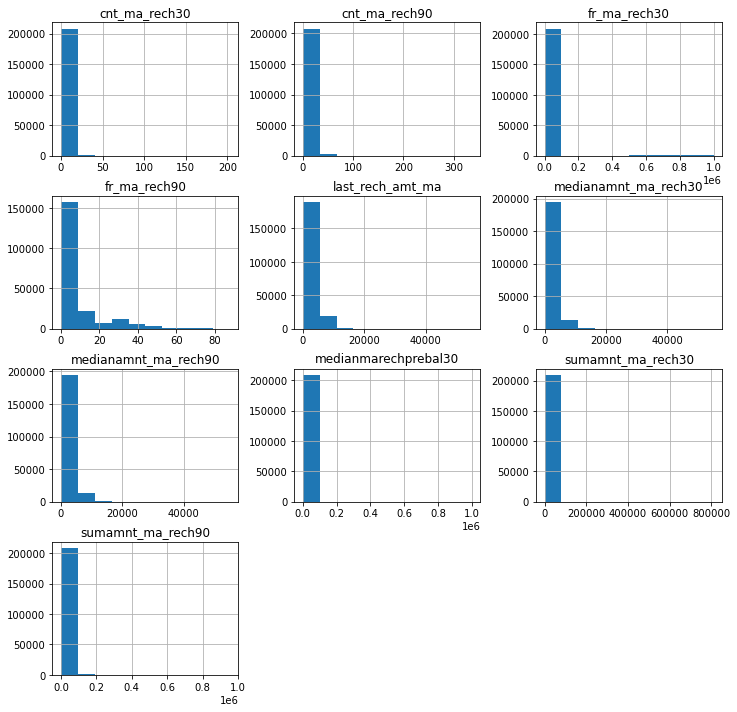 cnt_ma_rech30
200000
150000
100000
50000
0
0 50 100 150 200
cnt_ma_rech90
200000
150000
100000
50000
0
0 100 200 300
fr_ma_rech30
200000
150000
100000
50000
0
0.0 0.2 0.4 0.6 0.8 1.0
1e6
fr_ma_rech90
150000
100000
50000
0
0 20 40 60 80
last_rech_amt_ma
150000
100000
50000
0
0 20000 40000
medianamnt_ma_rech30
200000
150000
100000
50000
0
0 20000 40000
medianamnt_ma_rech90
200000
150000
100000
50000
0
0 20000 40000
medianmarechprebal30
200000
150000
100000
50000
0
0.0 0.2 0.4 0.6 0.8 1.0
1e6
sumamnt_ma_rech30
200000
150000
100000
50000
0
0 200000 400000 600000 800000
sumamnt_ma_rech90
200000
150000
100000
50000
0
0.0 0.2 0.4 0.6 0.8 1.0
1e6